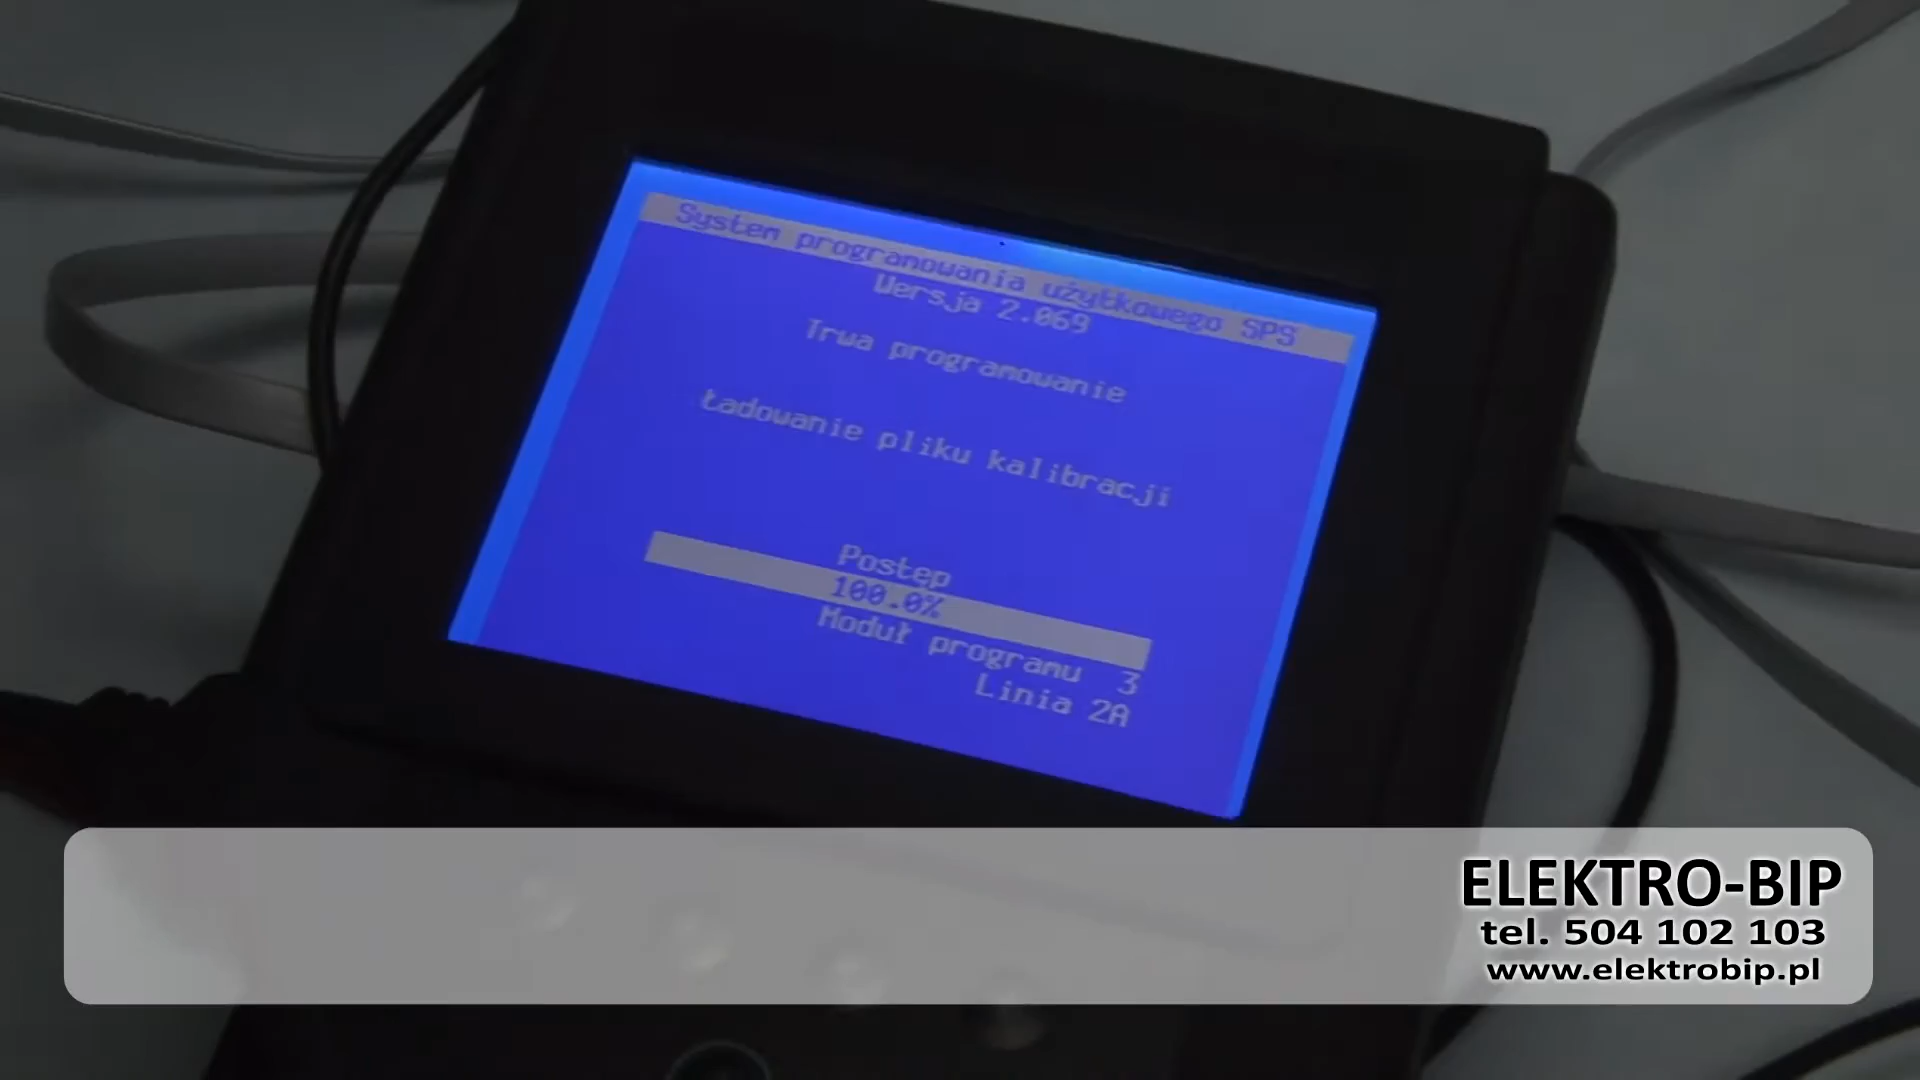 System programowania użytkowego SPS
Wersja 2.069
Trwa programowanie
Ładowanie pliku kalibracji
Postęp
100.0%
Moduł programu 3
Linia 2A
ELEKTRO-BIP
tel. 504 102 103
www.elektrobip.pl